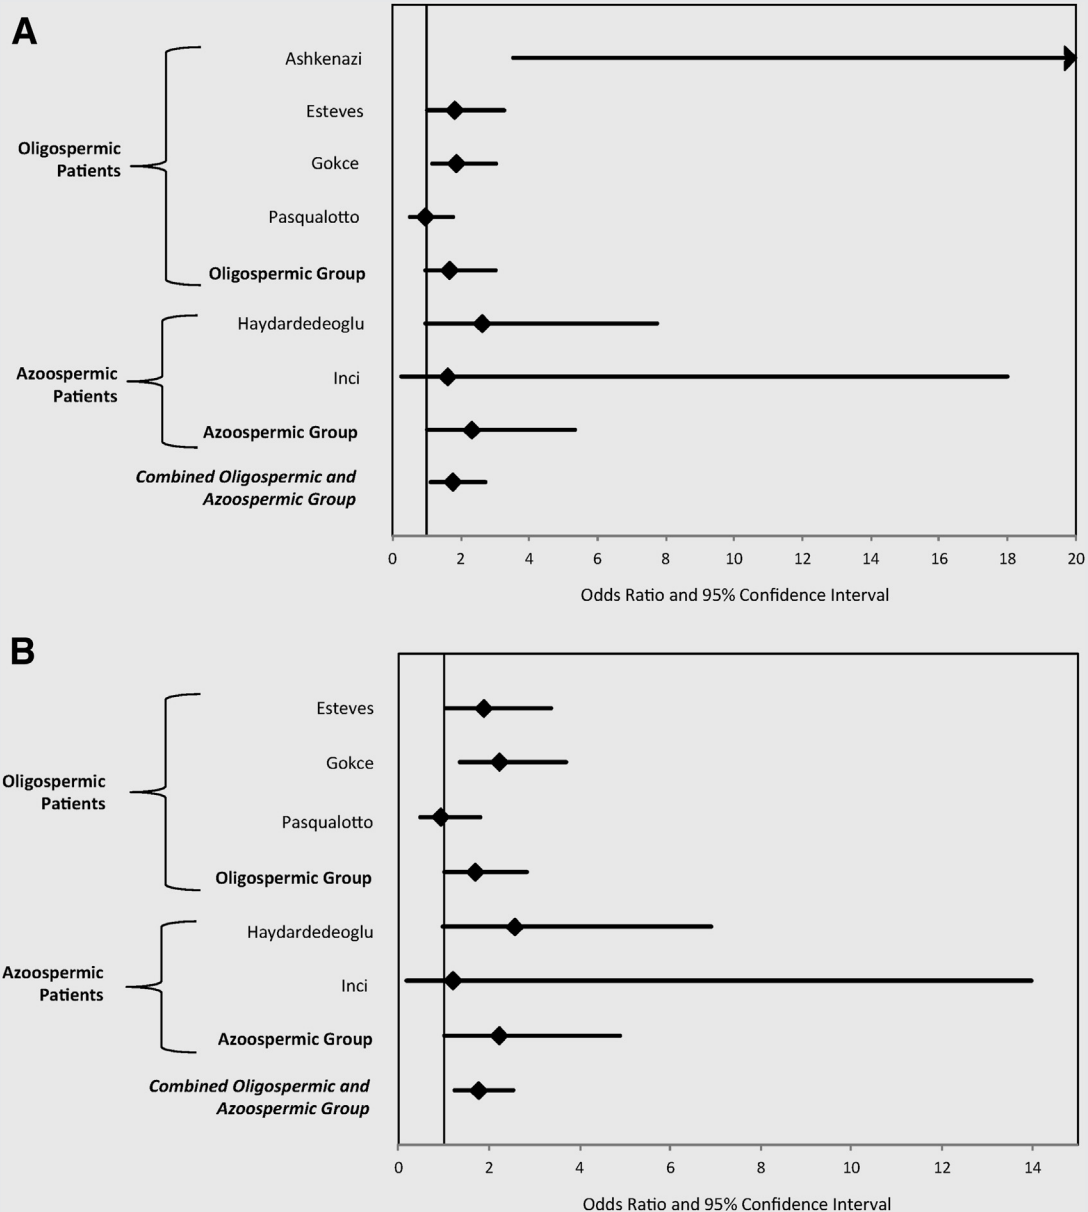 A
Ashkenazi
Esteves
Oligospermic
Patients
Gokce
Pasqualotto
Oligospermic Group
Haydardedeoglu
Azoospermic
Patients
Inci
Azoospermic Group
Combined Oligospermic and
Azoospermic Group
0 2 4 6 8 10 12 14 16 18 20
Odds Ratio and 95% Confidence Interval
B
Esteves
Gokce
Oligospermic
Patients
Pasqualotto
Oligospermic Group
Haydardedeoglu
Azoospermic
Patients
Inci
Azoospermic Group
Combined Oligospermic and
Azoospermic Group
0 2 4 6 8 10 12 14
Odds Ratio and 95% Confidence Interval